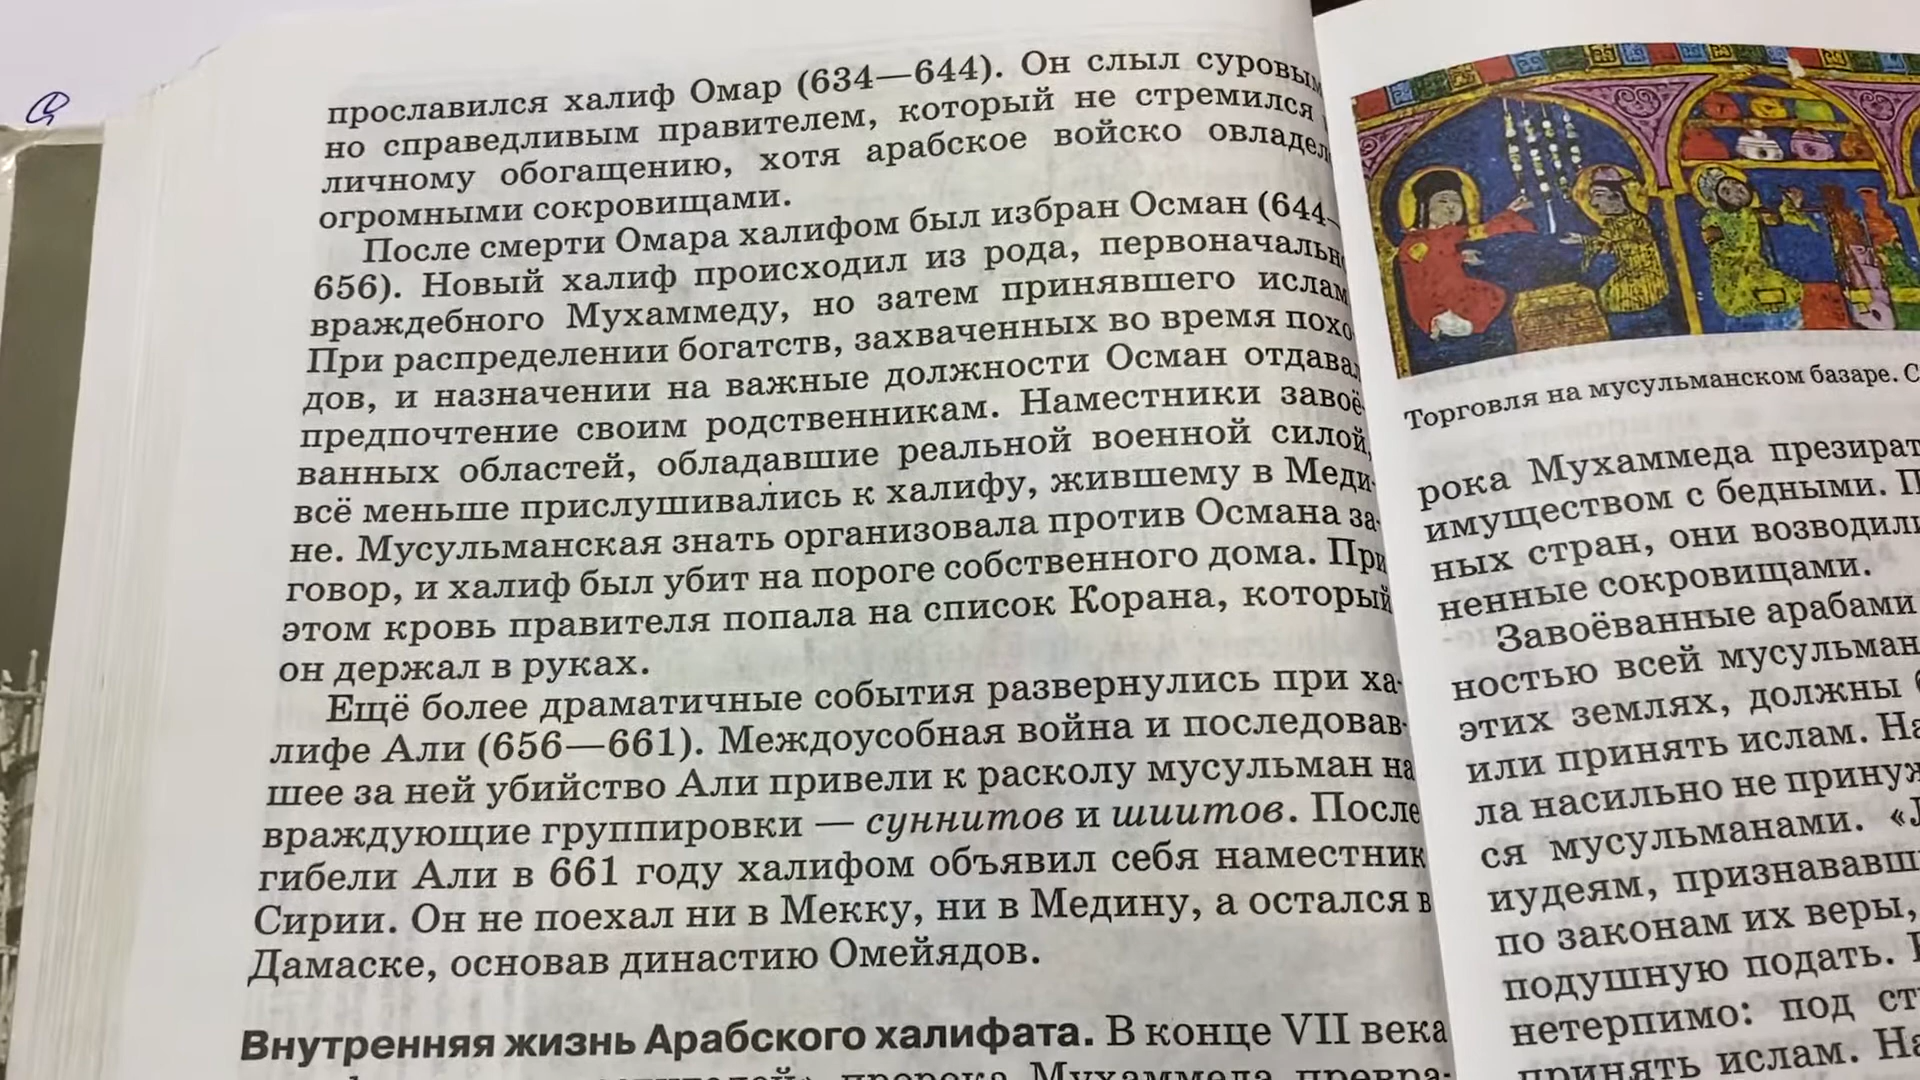 прославился халиф Омар (634—644). Он слыл суровым
но справедливым правителем, который не стремился
личному обогащению, хотя арабское войско овладел
огромными сокровищами.
После смерти Омара халифом был избран Осман (644—
656). Новый халиф происходил из рода, первоначальн
враждебного Мухаммеду, но затем принявшего ислам
При распределении богатств, захваченных во время похо-
дов, и назначении на важные должности Осман отдавал
предпочтение своим родственникам. Наместники завоё-
ванных областей, обладавшие реальной военной силой,
всё меньше прислушивались к халифу, жившему в Меди-
не. Мусульманская знать организовала против Османа за-
говор, и халиф был убит на пороге собственного дома. При
этом кровь правителя попала на список Корана, который
он держал в руках.
Ещё более драматичные события развернулись при ха-
лифе Али (656—661). Междоусобная война и последовав-
шее за ней убийство Али привели к расколу мусульман на
враждующие группировки — суннитов и шиитов. После
гибели Али в 661 году халифом объявил себя наместник
Сирии. Он не поехал ни в Мекку, ни в Медину, а остался в
Дамаске, основав династию Омейядов.
Внутренняя жизнь Арабского халифата. В конце VII века
пророка Мухаммеда превра-
Торговля на мусульманском базаре. С
рока Мухаммеда презират
имуществом с бедными. П
ных стран, они возводили
ненные сокровищами.
Завоёванные арабами
ностью всей мусульман
этих землях, должны б
или принять ислам. На
ла насильно не принуж
ся мусульманами. «Л
иудеям, признававш
по законам их веры,
подушную подать.
нетерпимо: под ст
принять ислам. На